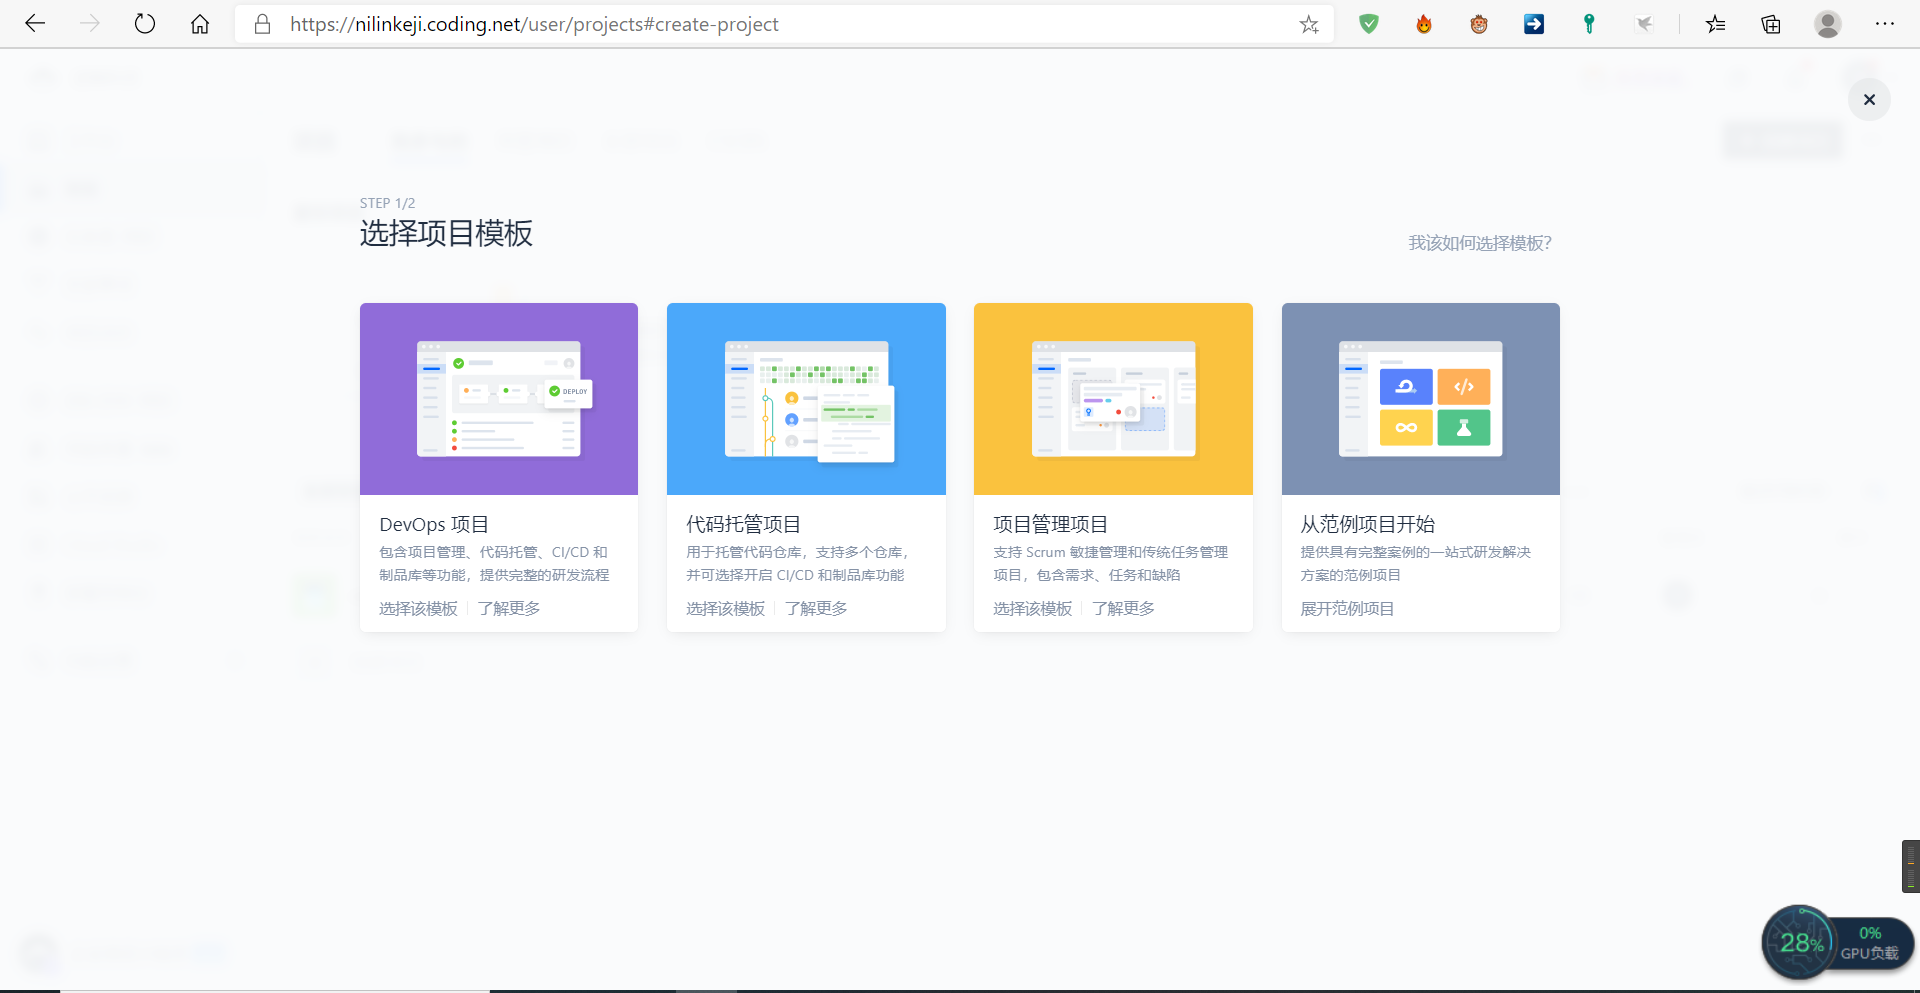 https://nilinkeji.coding.net/user/projects#create-project
STEP 1/2
选择项目模板
我该如何选择模板?
DEPLOY
DevOps 项目
包含项目管理、代码托管、CI/CD 和
制品库等功能，提供完整的研发流程
选择该模板
了解更多
代码托管项目
用于托管代码仓库，支持多个仓库，
并可选择开启 CI/CD 和制品库功能
选择该模板
了解更多
项目管理项目
支持 Scrum 敏捷管理和传统任务管理
项目，包含需求、任务和缺陷
选择该模板
了解更多
从范例项目开始
提供具有完整案例的一站式研发解决
方案的范例项目
展开范例项目
28%
0%
GPU负载